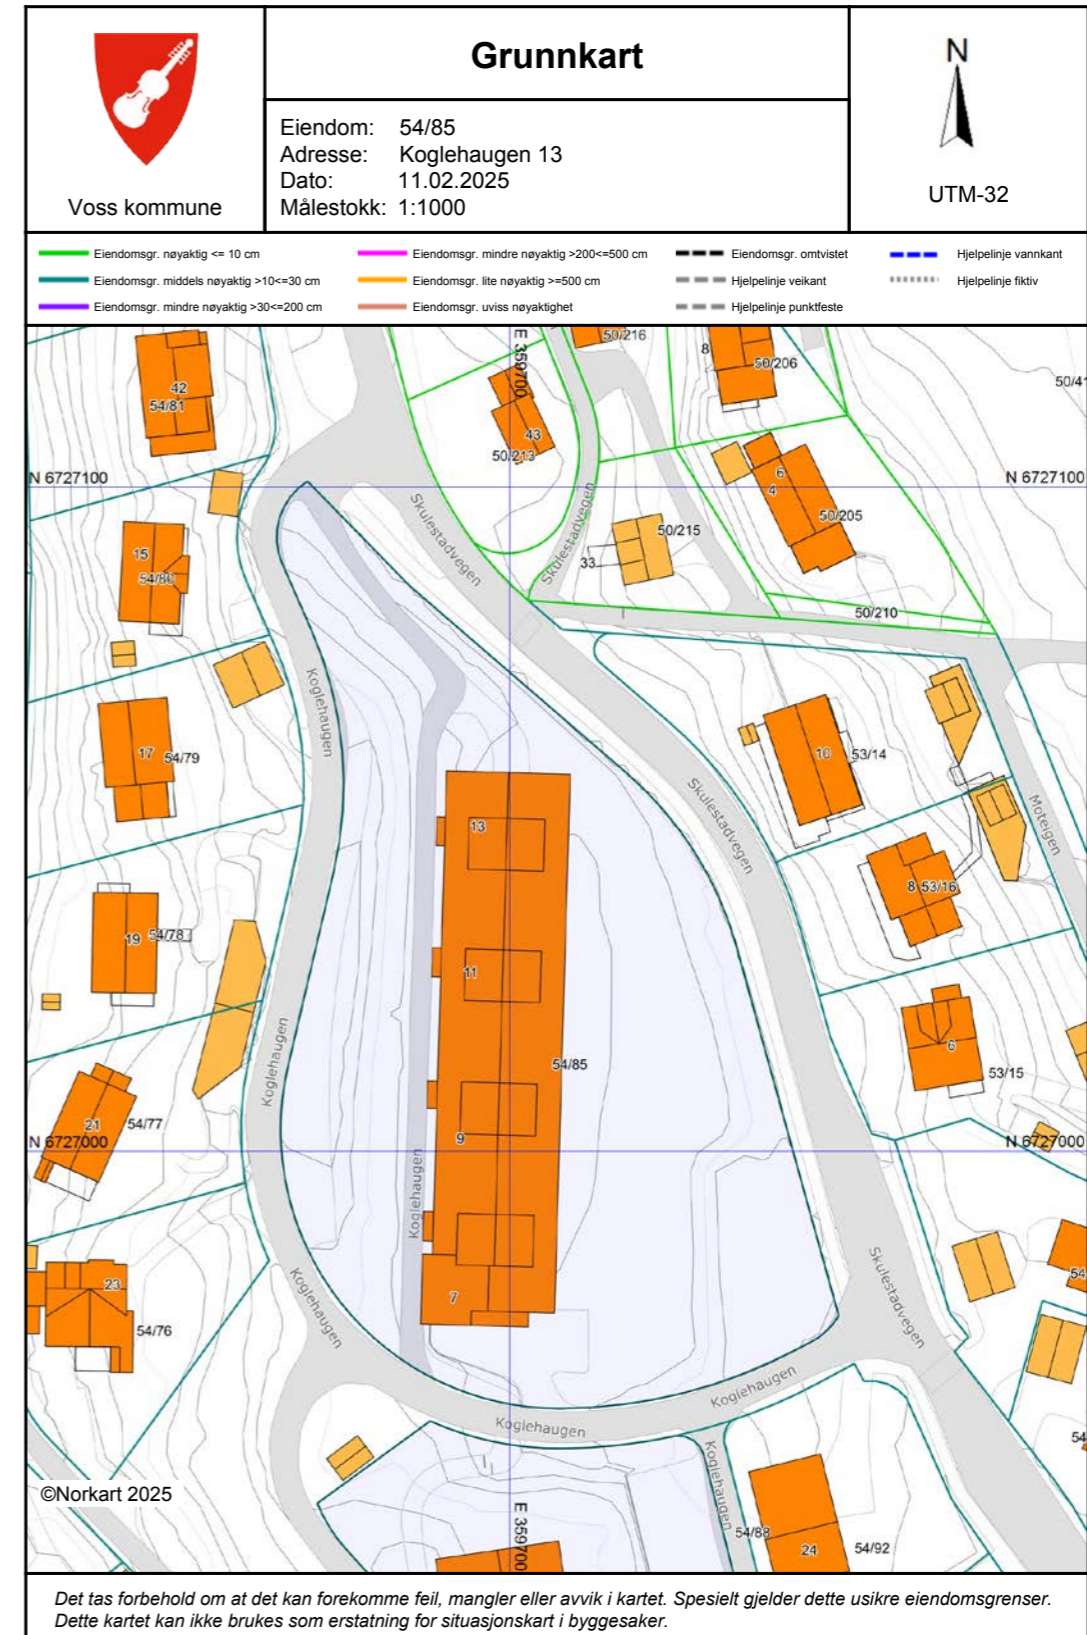 Voss kommune
Grunnkart
Eiendom: 54/85
Adresse: Koglehaugen 13
Dato: 11.02.2025
Målestokk: 1:1000
N
UTM-32
Eiendomsgr. nøyaktig <= 10 cm
Eiendomsgr. middels nøyaktig >10<=30 cm
Eiendomsgr. mindre nøyaktig >30<=200 cm
Eiendomsgr. mindre nøyaktig >200<=500 cm
Eiendomsgr. lite nøyaktig >=500 cm
Eiendomsgr. uviss nøyaktighet
Eiendomsgr. omtvistet
Hjelpelinje veikant
Hjelpelinje punktfeste
Hjelpelinje vannkant
Hjelpelinje fiktiv
E 359700
50/216
8
50/206
50/41
42
54/81
43
50/213
N 6727100
N 6727100
6
4
50/205
Skulestadvegen
Skulestadvegen
50/215
33
15
54/80
50/210
Koglehaugen
17
54/79
10
53/14
Skulestadvegen
Moteigen
13
8
53/16
19
54/78
11
6
53/15
54/85
Koglehaugen
21
54/77
9
N 6727000
N 6727000
Koglehaugen
Skulestadvegen
54
23
Koglehaugen
7
54/76
Koglehaugen
Koglehaugen
54
Koglehaugen
©Norkart 2025
E 359700
54/88
24
54/92
Det tas forbehold om at det kan forekomme feil, mangler eller avvik i kartet. Spesielt gjelder dette usikre eiendomsgrenser.
Dette kartet kan ikke brukes som erstatning for situasjonskart i byggesaker.